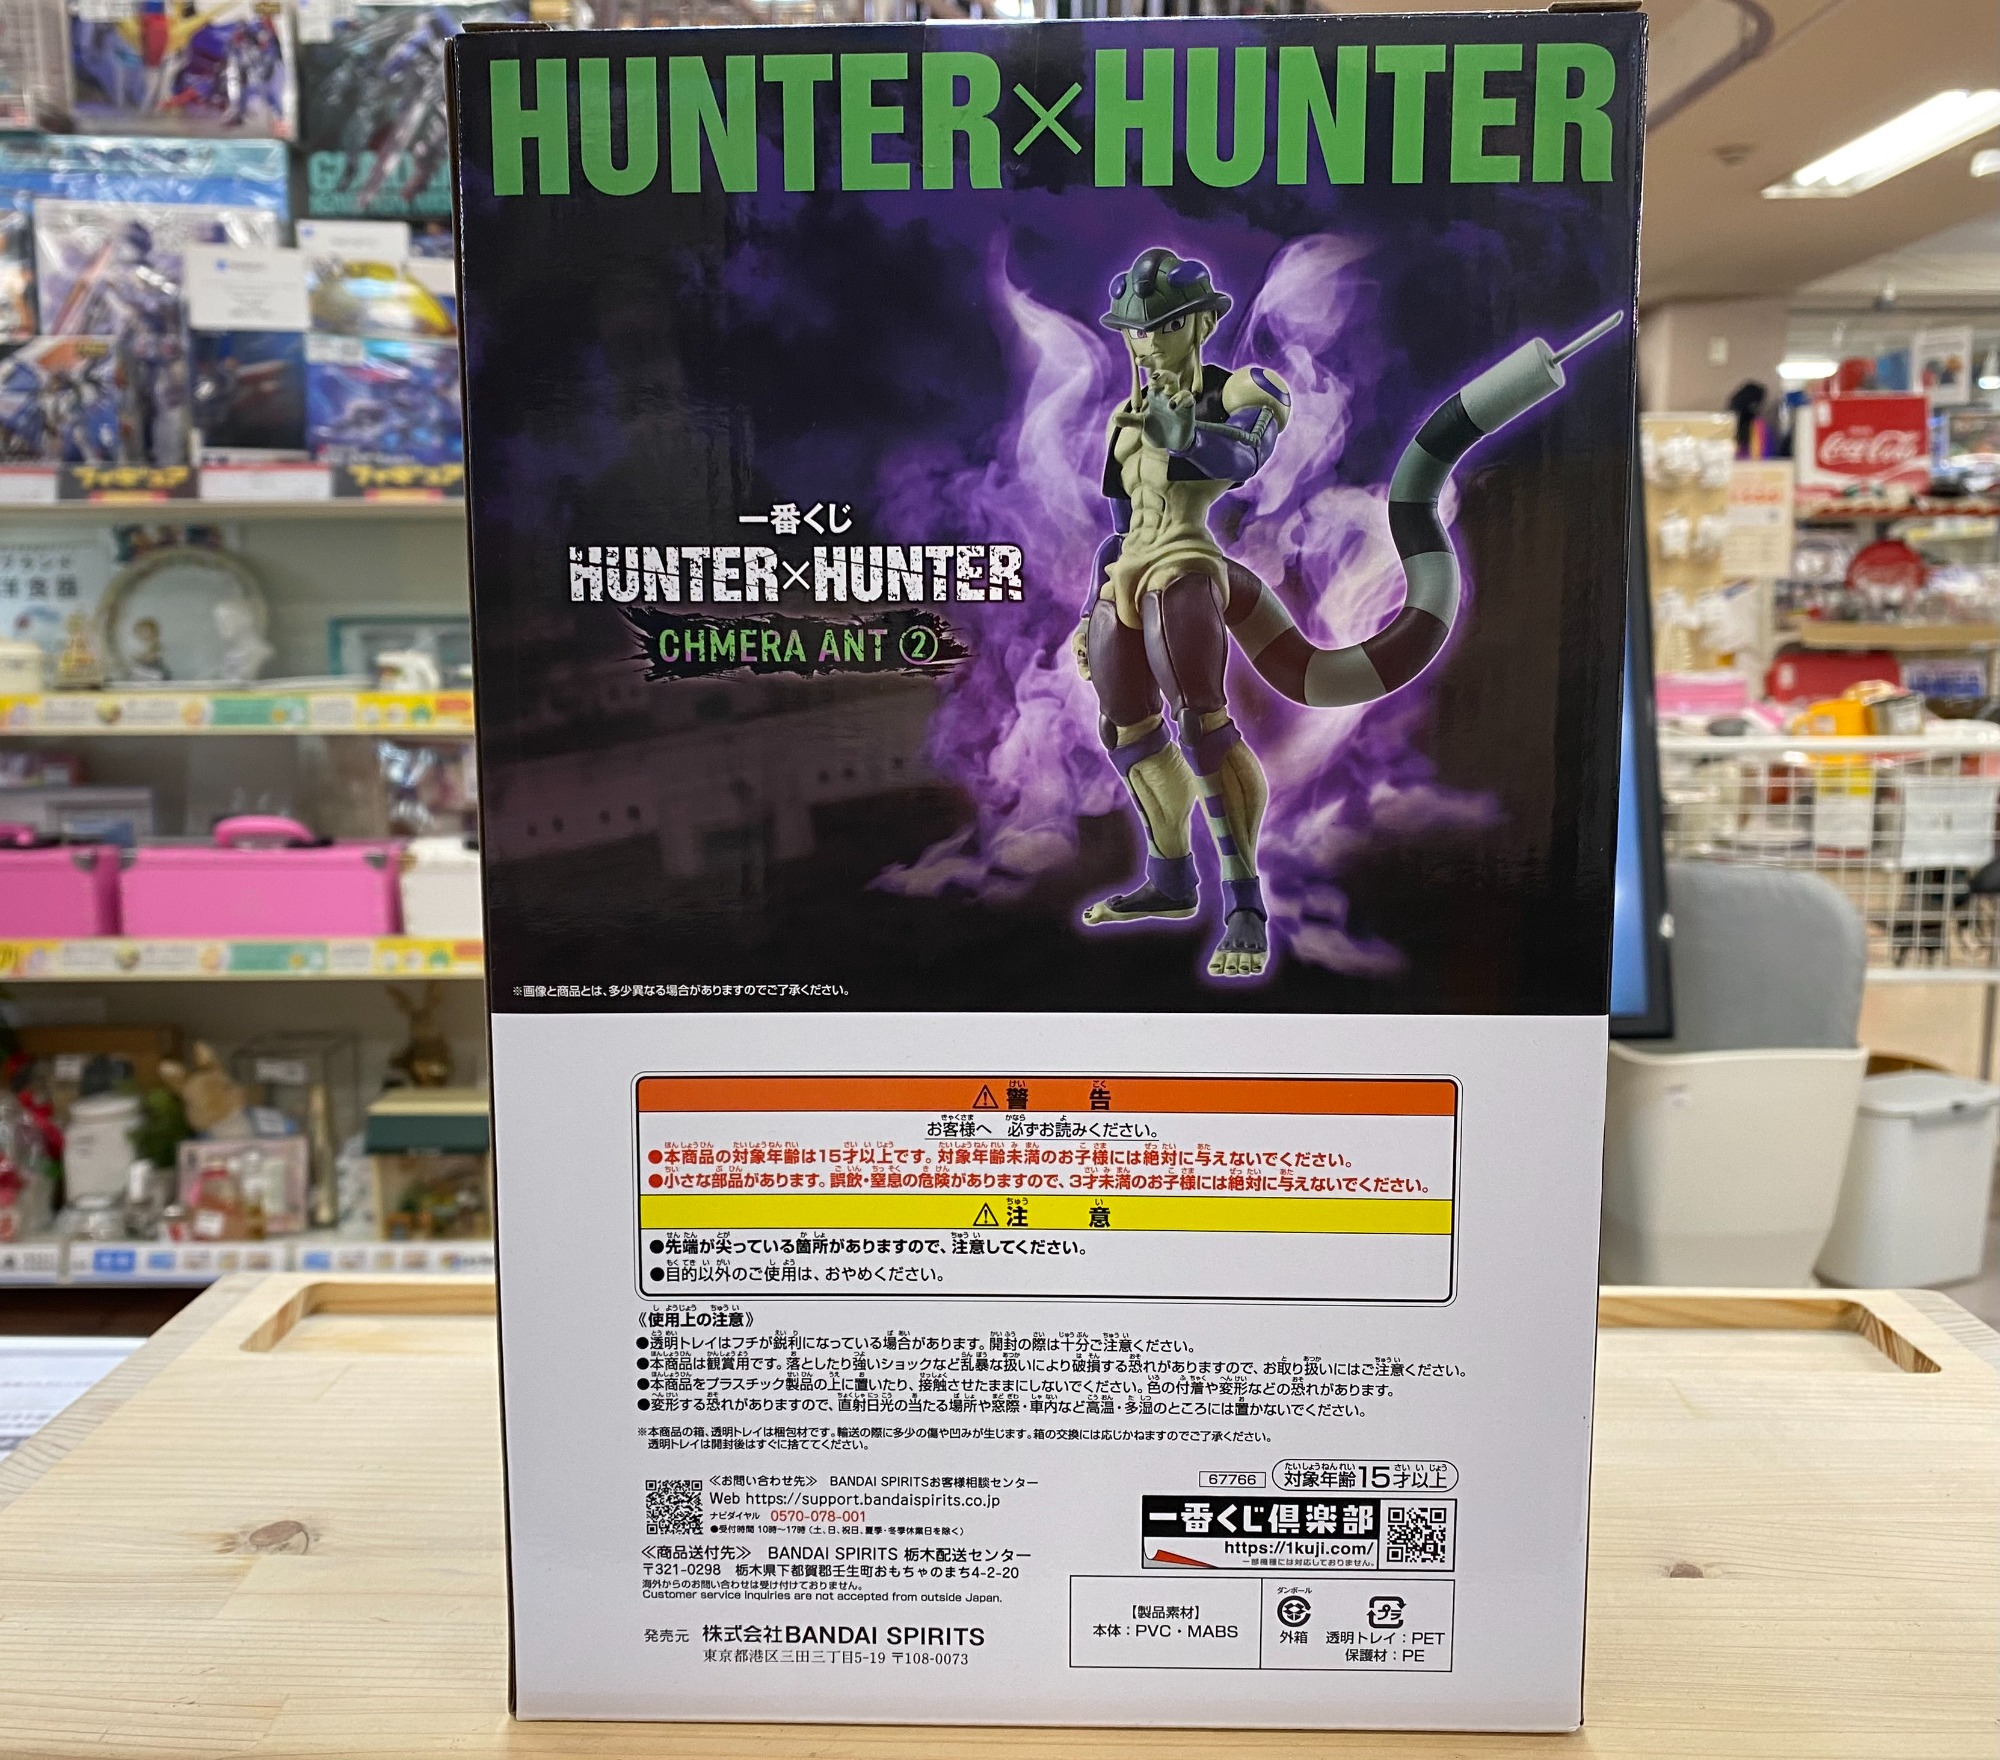 HUNTER×HUNTER
一番くじ
HUNTER×HUNTER
CHMERA ANT ②
※画像と商品とは、多少異なる場合がありますのでご了承ください。
⚠警告
お客様へ 必ずお読みください。
●本商品の対象年齢は15才以上です。対象年齢未満のお子様には絶対に与えないでください。
●小さな部品があります。誤飲・窒息の危険がありますので、3才未満のお子様には絶対に与えないでください。
⚠注意
●先端が尖っている箇所がありますので、注意してください。
●目的以外のご使用は、おやめください。
《使用上の注意》
●透明トレイはフチが鋭利になっている場合があります。開封の際は十分ご注意ください。
●本商品は観賞用です。落としたり強いショックなど乱暴な扱いにより破損する恐れがありますので、お取り扱いにはご注意ください。
●本商品をプラスチック製品の上に置いたり、接触させたままにしないでください。色の付着や変形などの恐れがあります。
●変形する恐れがありますので、直射日光の当たる場所や窓際・車内など高温・多湿のところには置かないでください。
※本商品の箱、透明トレイは梱包材です。輸送の際に多少の傷や凹みが生じます。箱の交換には応じかねますのでご了承ください。
透明トレイは開封後はすぐに捨ててください。
≪お問い合わせ先≫ BANDAI SPIRITSお客様相談センター
Web https://support.bandaispirits.co.jp
ナビダイヤル 0570-078-001
●受付時間 10時〜17時(土、日、祝日、夏季・冬季休業日を除く)
≪商品送付先≫ BANDAI SPIRITS 栃木配送センター
〒321-0298 栃木県下都賀郡壬生町おもちゃのまち4-2-20
海外からのお問い合わせは受け付けておりません。
Customer service inquiries are not accepted from outside Japan.
発売元 株式会社BANDAI SPIRITS
東京都港区三田三丁目5-19 〒108-0073
67766
対象年齢15才以上
一番くじ倶楽部
https://1kuji.com/
一部機種には対応しておりません。
【製品素材】
本体：PVC・MABS
ダンボール
外箱
プラ
透明トレイ：PET
保護材：PE
Coca-Cola
フィギュア
フィギュア
洋食器